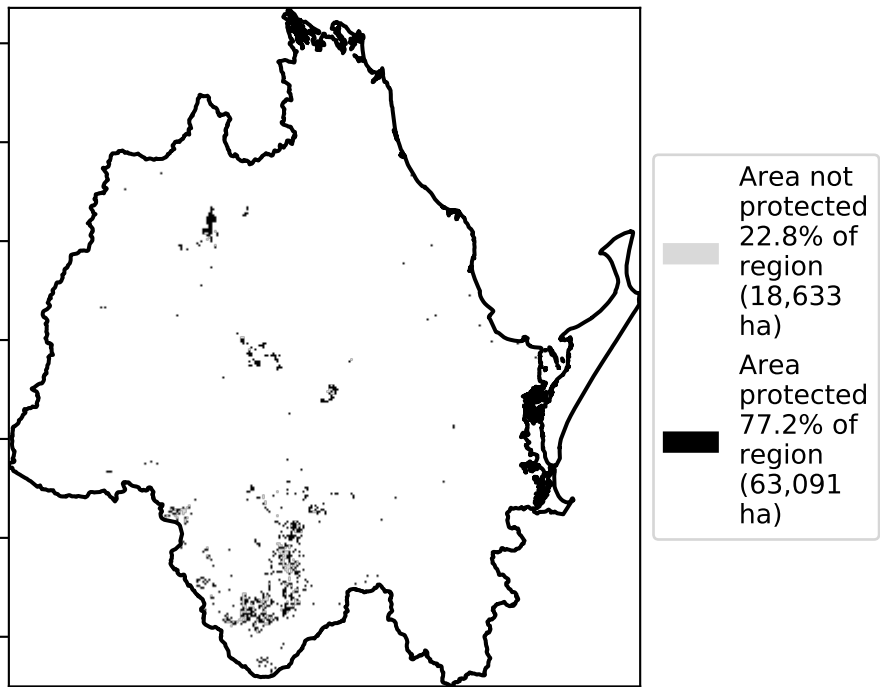 Area not
protected
22.8% of
region
(18,633
ha)
Area
protected
77.2% of
region
(63,091
ha)